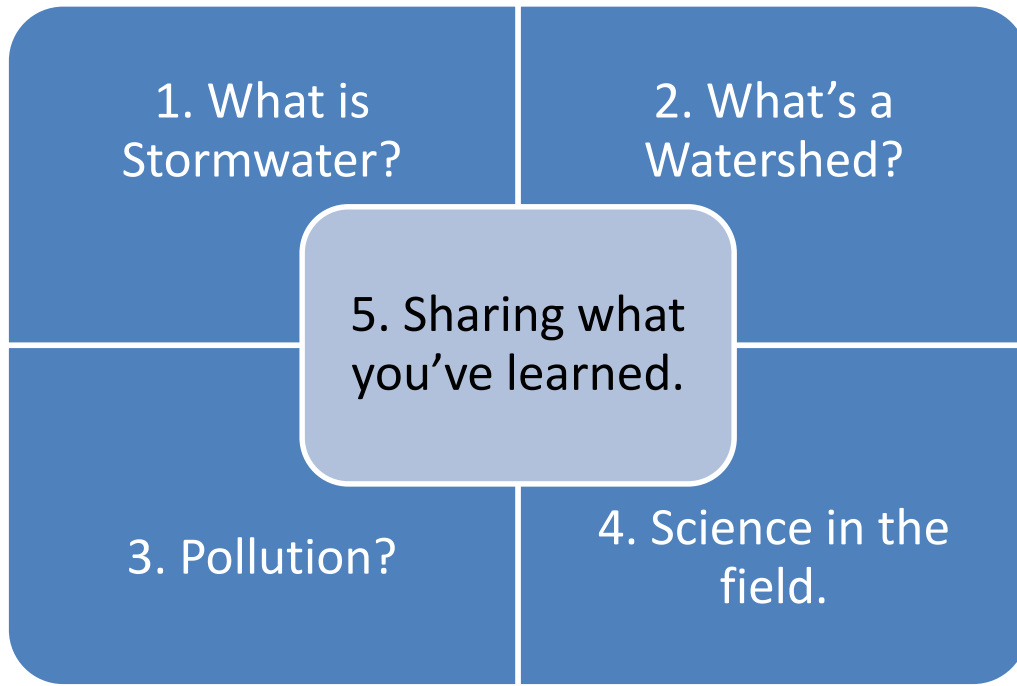 1. What is
Stormwater?
2. What’s a
Watershed?
3. Pollution?
4. Science in the
field.
5. Sharing what
you’ve learned.